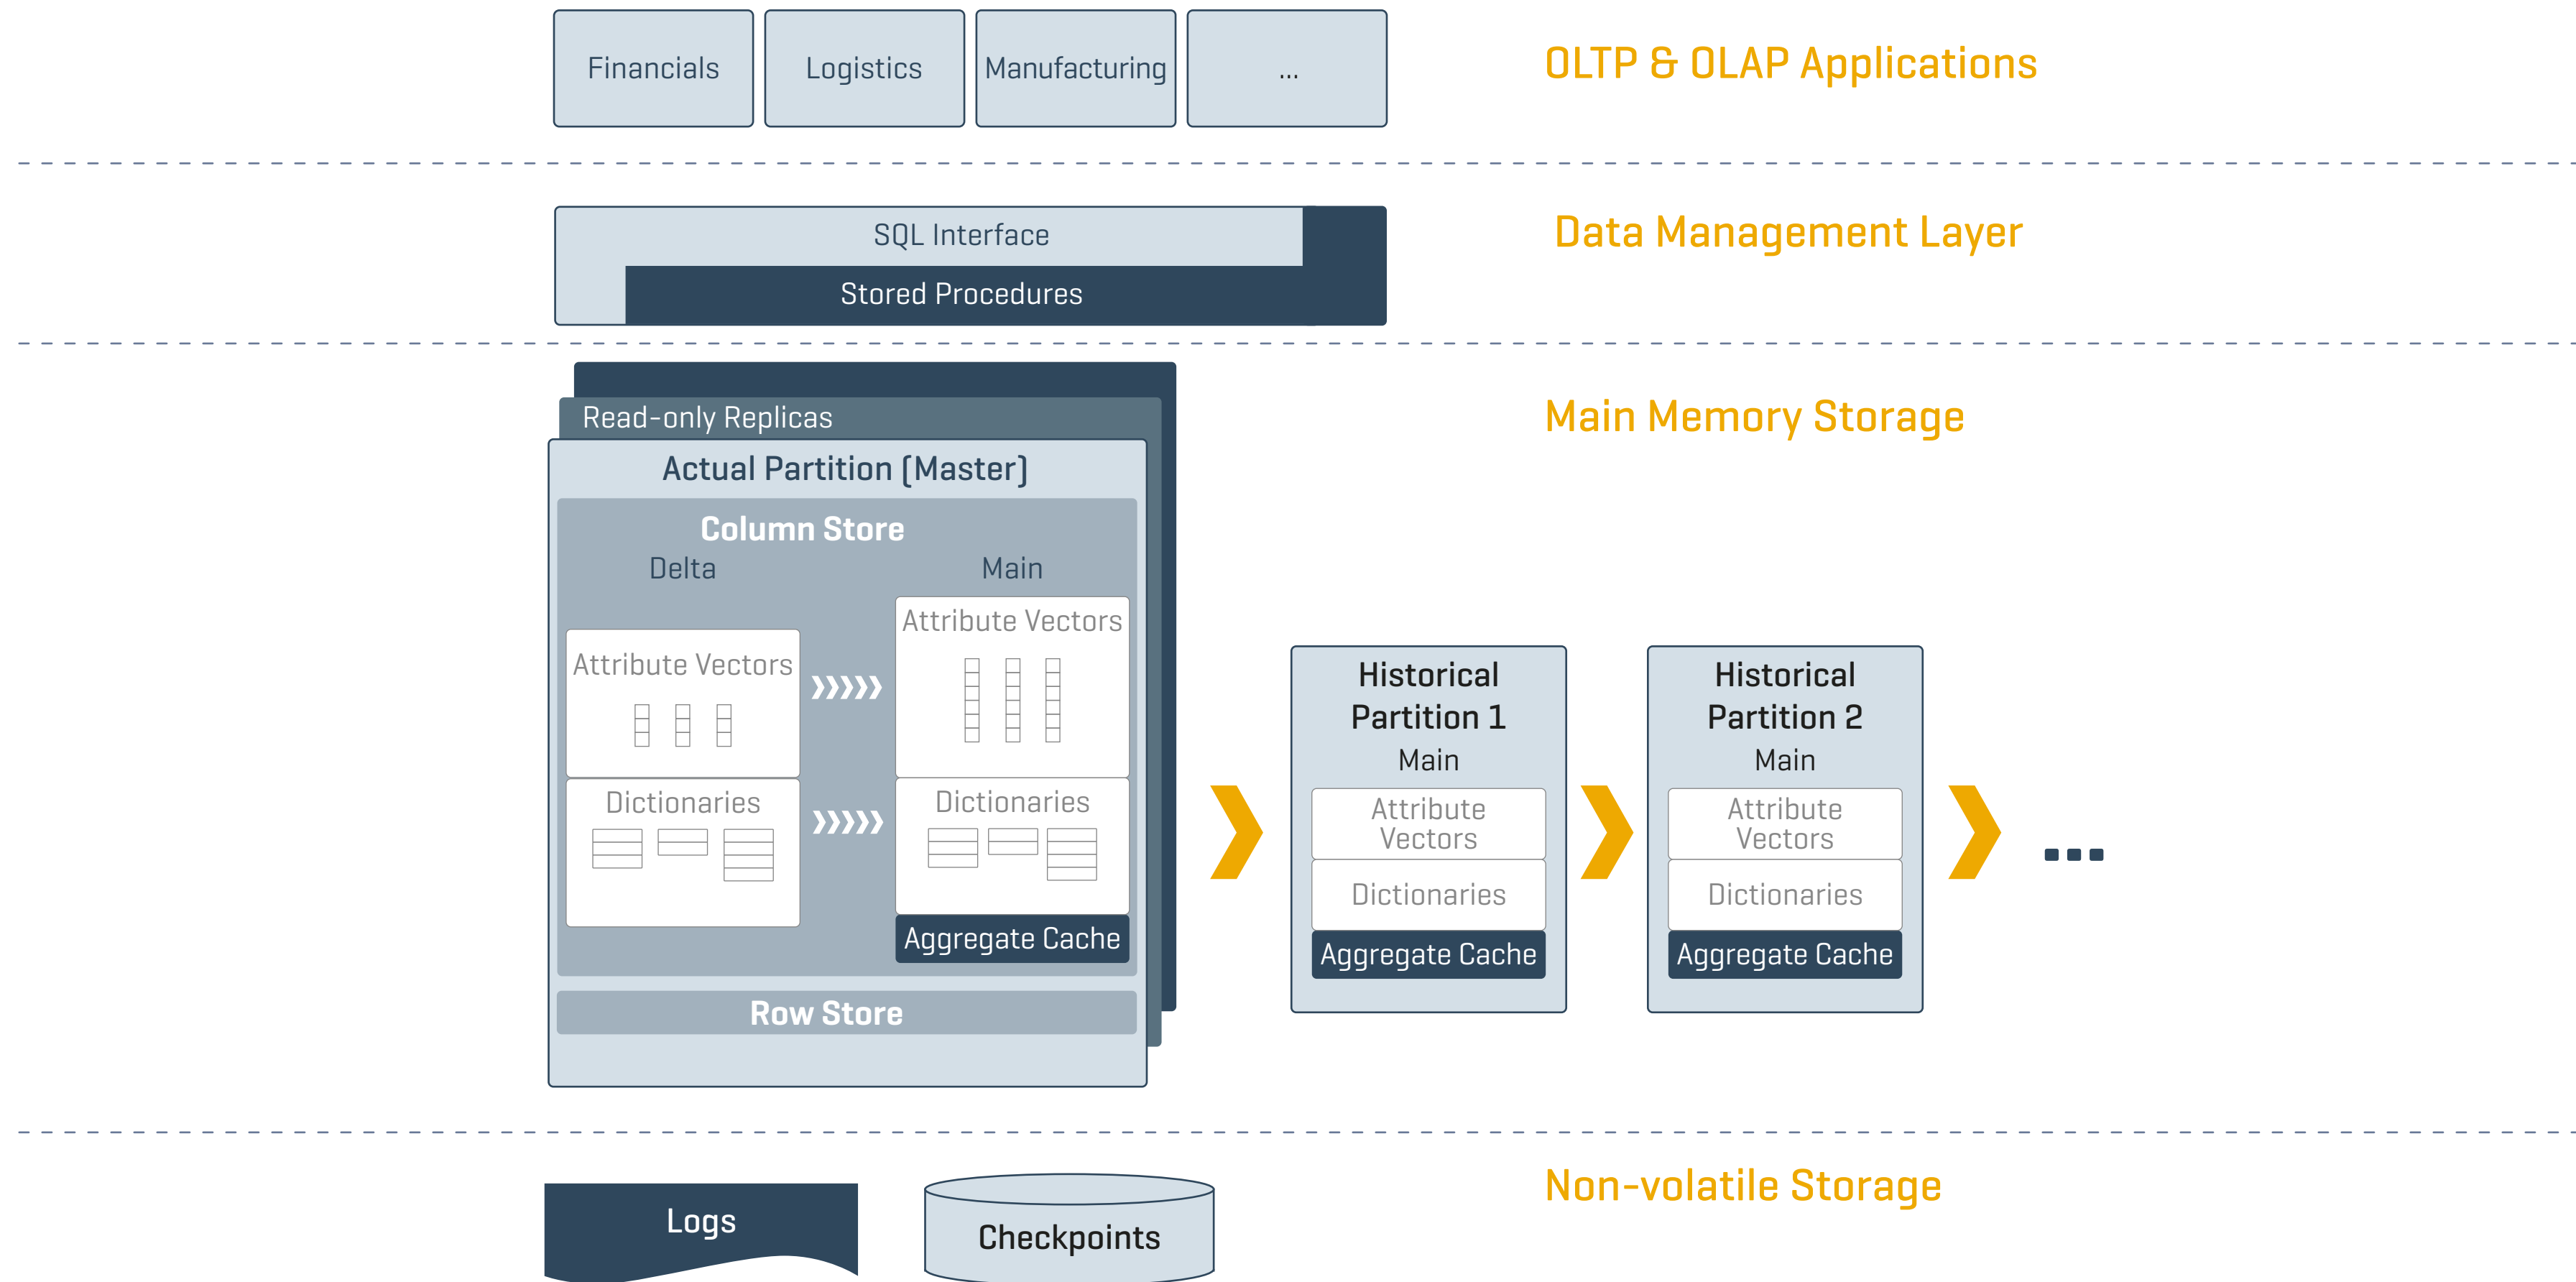 Financials
Logistics
Manufacturing
...
OLTP & OLAP Applications
SQL Interface
Stored Procedures
Data Management Layer
Main Memory Storage
Read-only Replicas
Actual Partition (Master)
Column Store
Delta
Main
Attribute Vectors
Dictionaries
Attribute Vectors
Dictionaries
Aggregate Cache
Row Store
Historical
Partition 1
Main
Attribute
Vectors
Dictionaries
Aggregate Cache
Historical
Partition 2
Main
Attribute
Vectors
Dictionaries
Aggregate Cache
...
Logs
Checkpoints
Non-volatile Storage